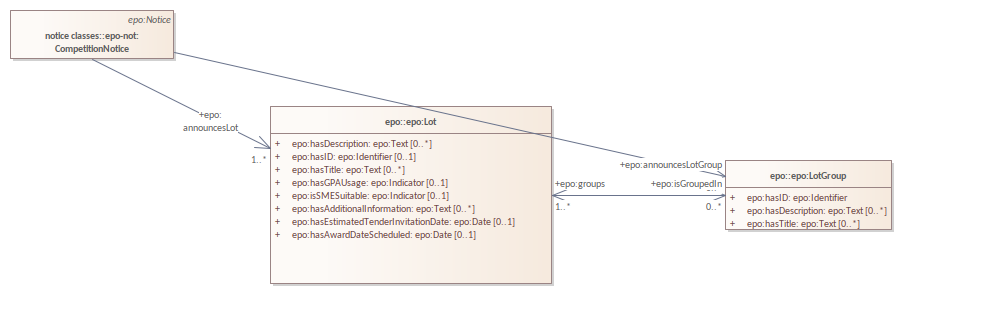 epo:Notice
notice classes::epo-not:
CompetitionNotice
+epo:
announcesLot
1..*
epo::epo:Lot
+ epo:hasDescription: epo:Text [0..*]
+ epo:hasID: epo:Identifier [0..1]
+ epo:hasTitle: epo:Text [0..*]
+ epo:hasGPAUsage: epo:Indicator [0..1]
+ epo:isSMESuitable: epo:Indicator [0..1]
+ epo:hasAdditionalInformation: epo:Text [0..*]
+ epo:hasEstimatedTenderInvitationDate: epo:Date [0..1]
+ epo:hasAwardDateScheduled: epo:Date [0..1]
+epo:announcesLotGroup
+epo:groups +epo:isGroupedIn
1..* 0..*
epo::epo:LotGroup
+ epo:hasID: epo:Identifier
+ epo:hasDescription: epo:Text [0..*]
+ epo:hasTitle: epo:Text [0..*]